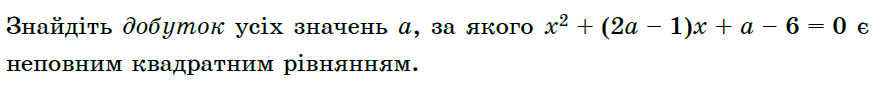 Знайдіть добуток усіх значень a, за якого x² + (2a − 1)x + a − 6 = 0 є
неповним квадратним рівнянням.